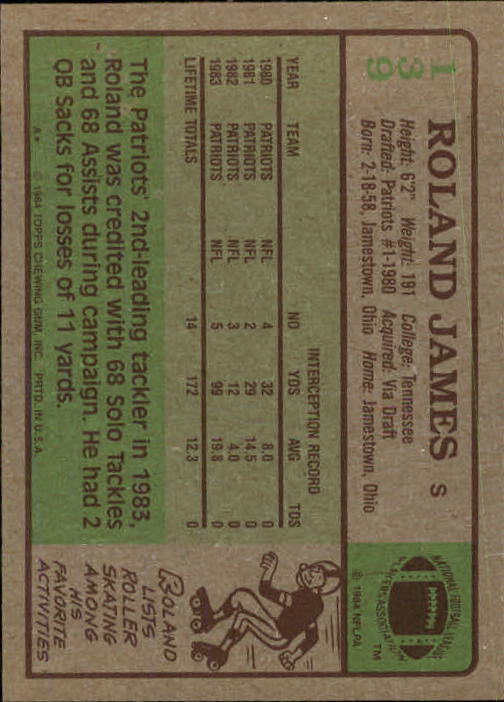 139
ROLAND JAMES S
Height: 6'2" Weight: 191 College: Tennessee
Drafted: Patriots #1-1980 Acquired: Via Draft
Born: 2-18-58, Jamestown, Ohio Home: Jamestown, Ohio
NATIONAL FOOTBALL LEAGUE
PLAYERS ASSOCIATION
TM
© 1984 NFLPA
INTERCEPTION RECORD
YEAR TEAM NO YDS AVG TDS
1980 PATRIOTS NFL 4 32 8.0 0
1981 PATRIOTS NFL 2 29 14.5 0
1982 PATRIOTS NFL 3 12 4.0 0
1983 PATRIOTS NFL 5 99 19.8 0
LIFETIME TOTALS 14 172 12.3 0
The Patriots' 2nd-leading tackler in 1983,
Roland was credited with 68 Solo Tackles
and 68 Assists during campaign. He had 2
QB Sacks for losses of 11 yards.
A* © 1984 TOPPS CHEWING GUM, INC. PRTD. IN U.S.A.
ROLAND
LISTS
ROLLER
SKATING
AMONG
HIS
FAVORITE
ACTIVITIES